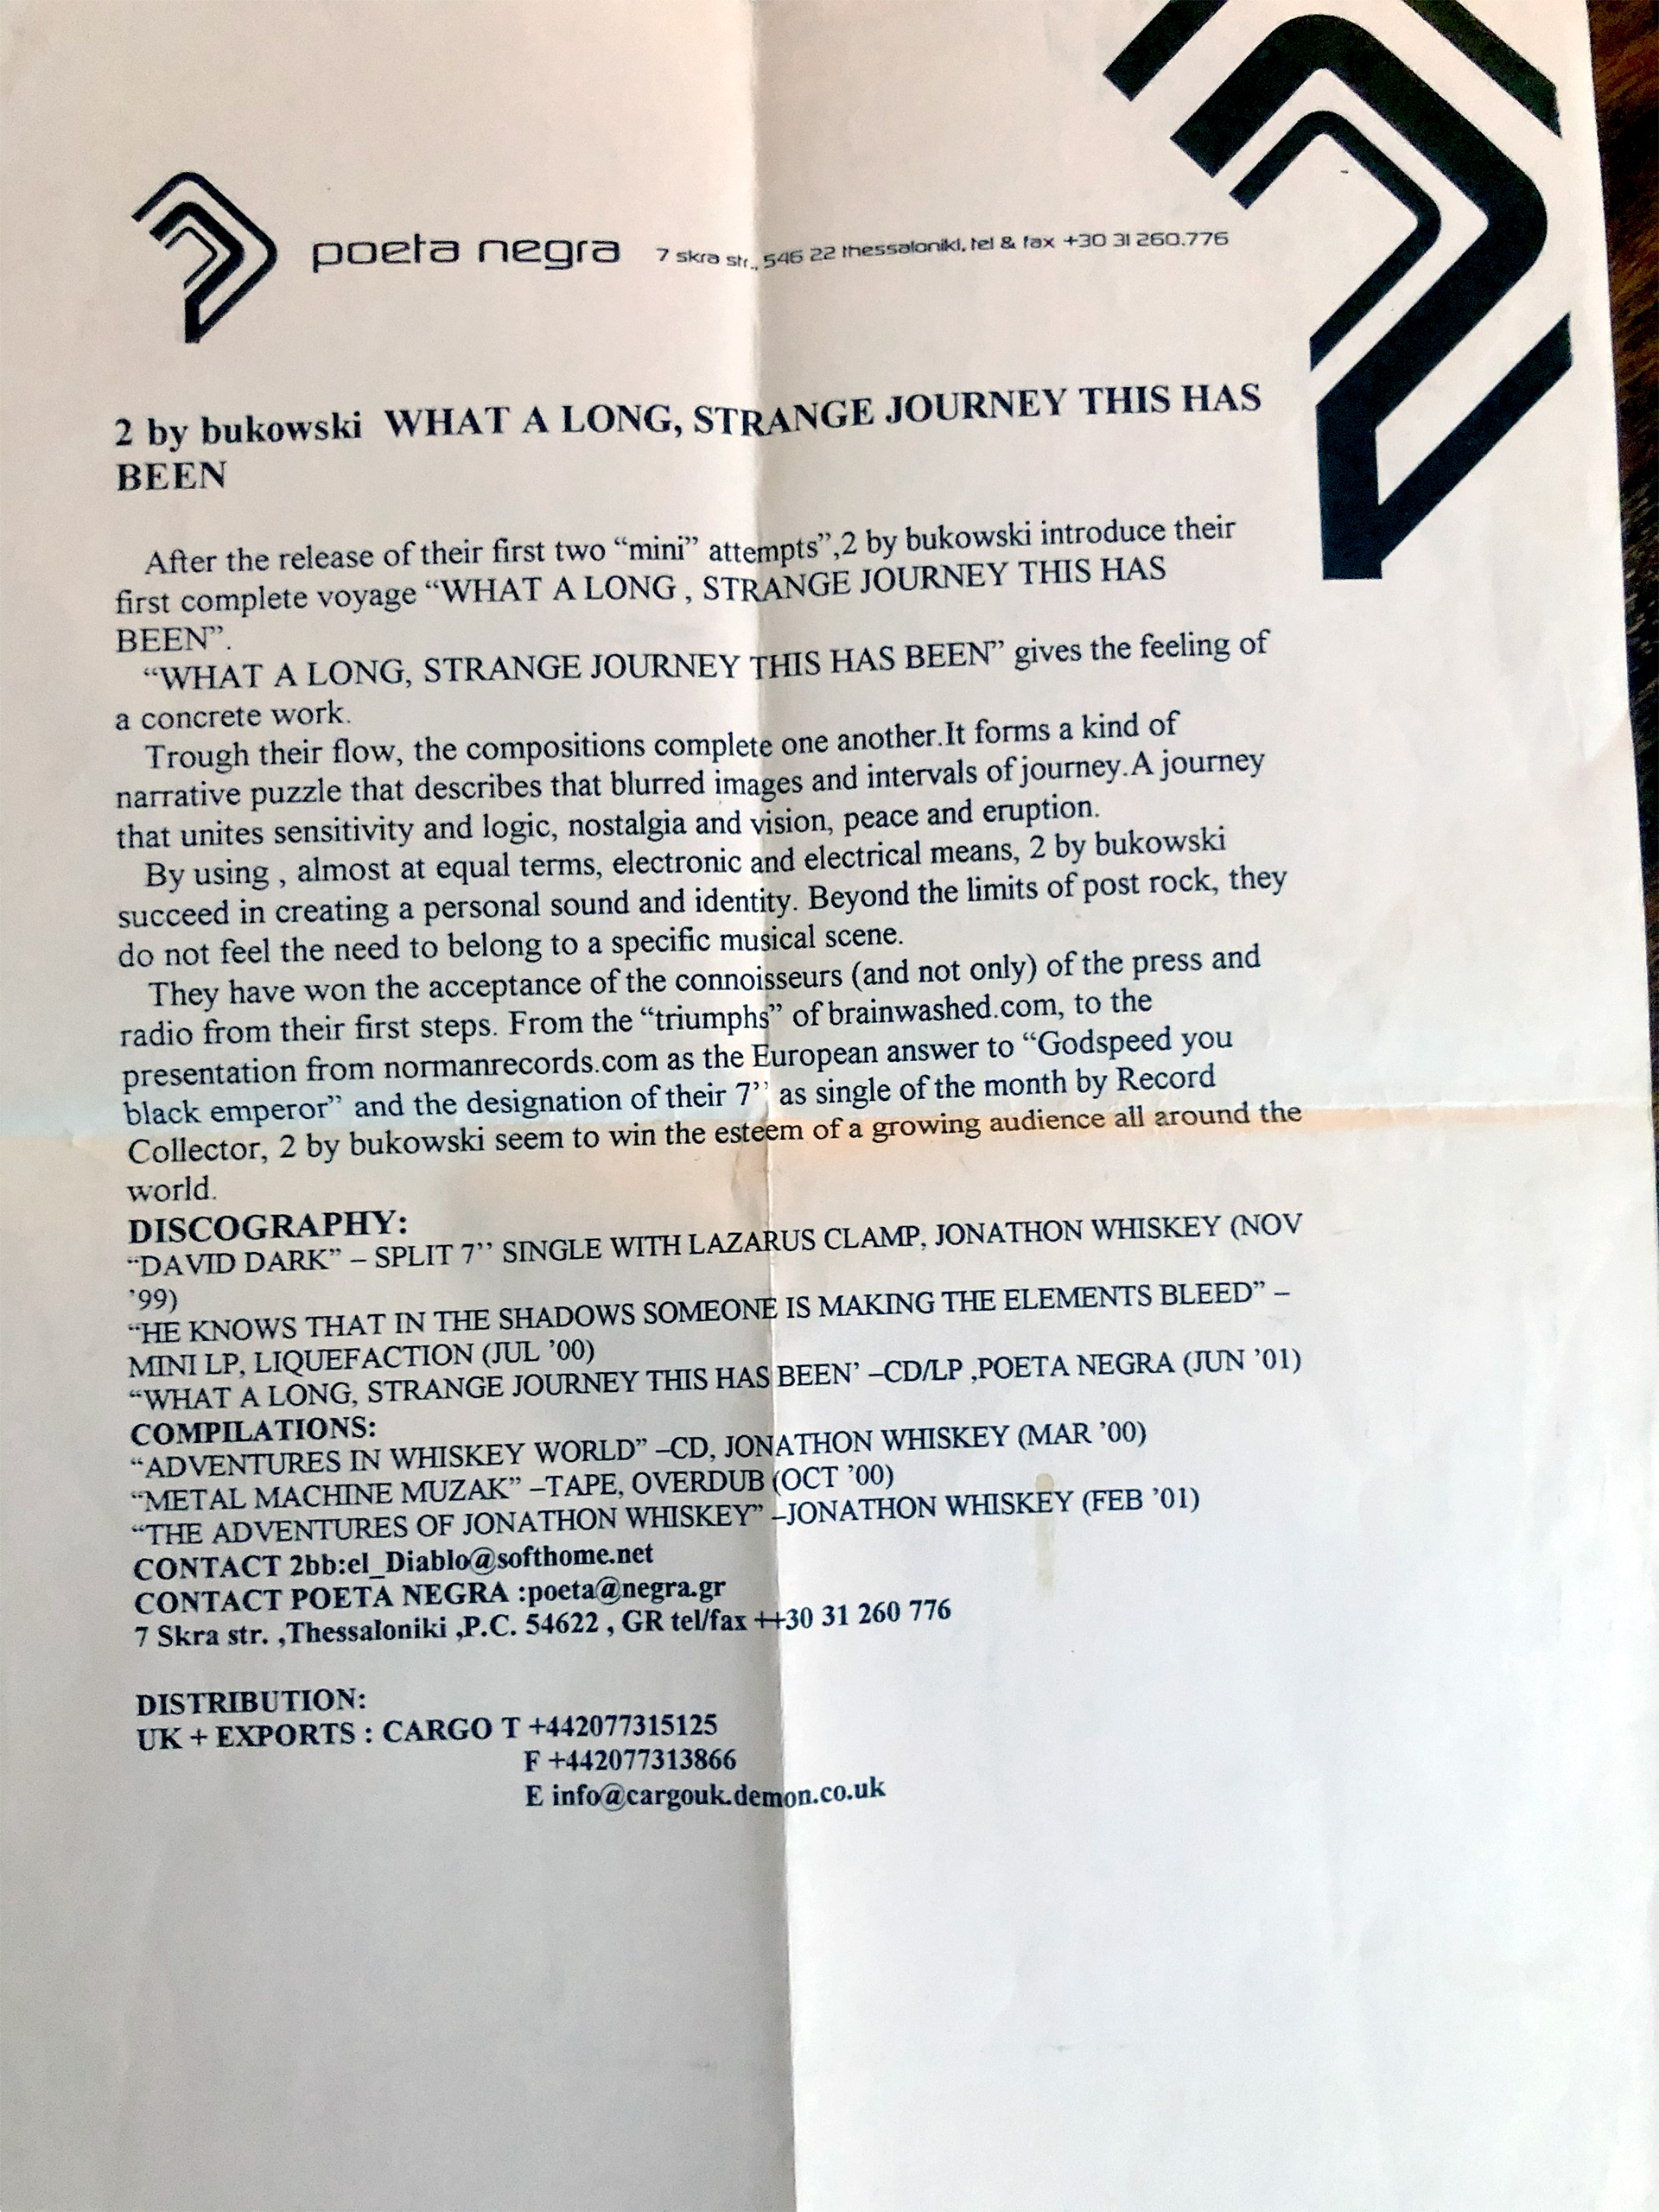 poeta negra 7 skra str., 546 22 thessaloniki, tel & fax +30 31 260.776
2 by bukowski WHAT A LONG, STRANGE JOURNEY THIS HAS
BEEN
After the release of their first two “mini” attempts”,2 by bukowski introduce their
first complete voyage “WHAT A LONG , STRANGE JOURNEY THIS HAS
BEEN”.
“WHAT A LONG, STRANGE JOURNEY THIS HAS BEEN” gives the feeling of
a concrete work.
Trough their flow, the compositions complete one another.It forms a kind of
narrative puzzle that describes that blurred images and intervals of journey.A journey
that unites sensitivity and logic, nostalgia and vision, peace and eruption.
By using , almost at equal terms, electronic and electrical means, 2 by bukowski
succeed in creating a personal sound and identity. Beyond the limits of post rock, they
do not feel the need to belong to a specific musical scene.
They have won the acceptance of the connoisseurs (and not only) of the press and
radio from their first steps. From the “triumphs” of brainwashed.com, to the
presentation from normanrecords.com as the European answer to “Godspeed you
black emperor” and the designation of their 7’’ as single of the month by Record
Collector, 2 by bukowski seem to win the esteem of a growing audience all around the
world.
DISCOGRAPHY:
“DAVID DARK” – SPLIT 7’’ SINGLE WITH LAZARUS CLAMP, JONATHON WHISKEY (NOV
’99)
“HE KNOWS THAT IN THE SHADOWS SOMEONE IS MAKING THE ELEMENTS BLEED” –
MINI LP, LIQUEFACTION (JUL ’00)
“WHAT A LONG, STRANGE JOURNEY THIS HAS BEEN’ –CD/LP ,POETA NEGRA (JUN ’01)
COMPILATIONS:
“ADVENTURES IN WHISKEY WORLD” –CD, JONATHON WHISKEY (MAR ’00)
“METAL MACHINE MUZAK” –TAPE, OVERDUB (OCT ’00)
“THE ADVENTURES OF JONATHON WHISKEY” –JONATHON WHISKEY (FEB ’01)
CONTACT 2bb:el_Diablo@softhome.net
CONTACT POETA NEGRA :poeta@negra.gr
7 Skra str. ,Thessaloniki ,P.C. 54622 , GR tel/fax ++30 31 260 776
DISTRIBUTION:
UK + EXPORTS : CARGO T +442077315125
F +442077313866
E info@cargouk.demon.co.uk